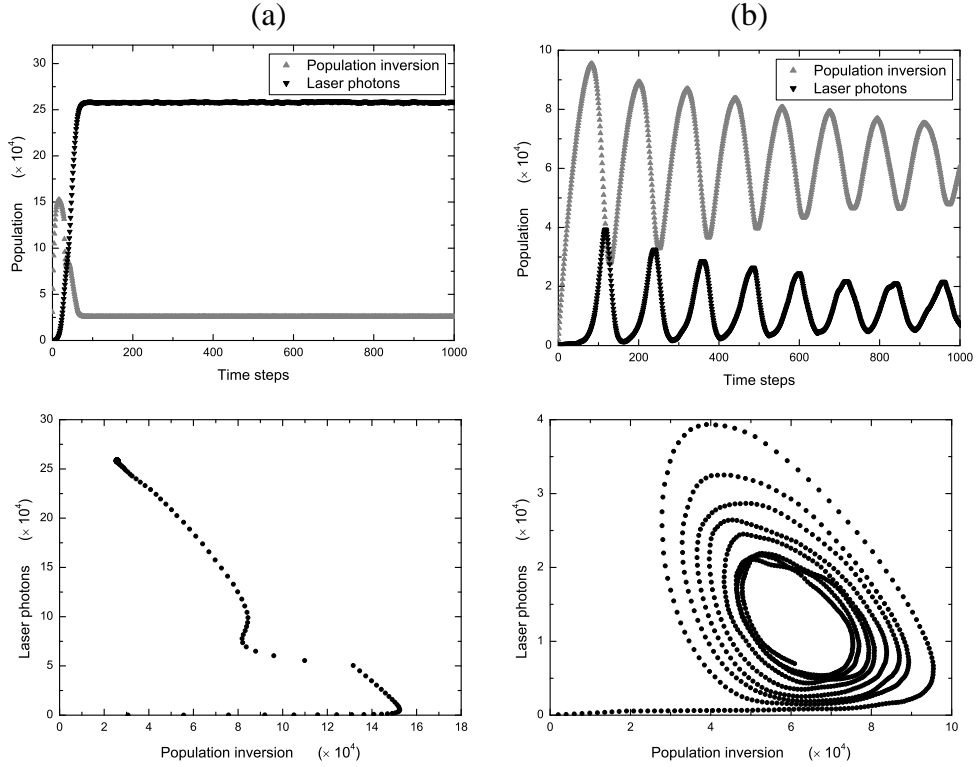 (a)
(b)
Population inversion
Laser photons
Population (× 10⁴)
30
25
20
15
10
5
0
0 200 400 600 800 1000
Time steps
Population inversion
Laser photons
Population (× 10⁴)
10
8
6
4
2
0
0 200 400 600 800 1000
Time steps
Laser photons (× 10⁴)
30
25
20
15
10
5
0
0 2 4 6 8 10 12 14 16 18
Population inversion (× 10⁴)
Laser photons (× 10⁴)
4
3
2
1
0
0 2 4 6 8 10
Population inversion (× 10⁴)